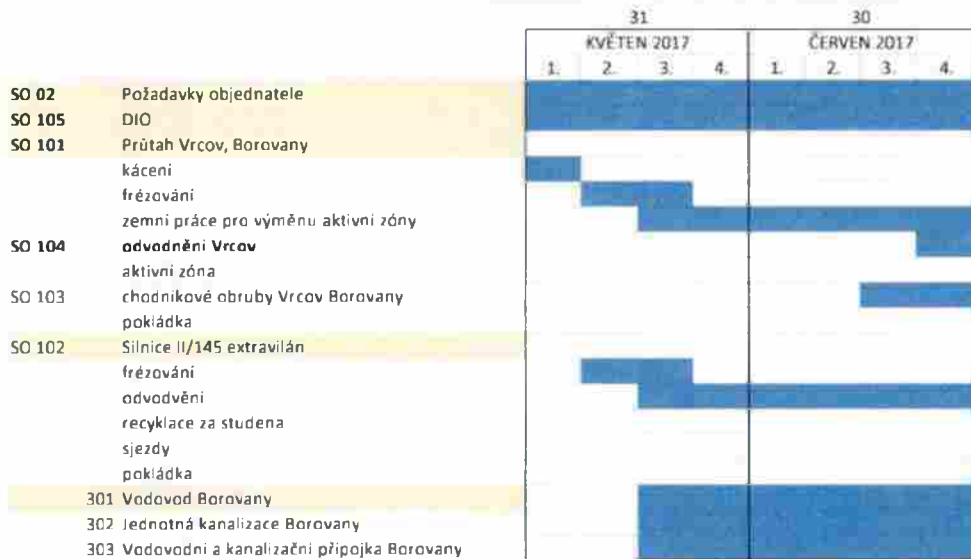 31 30
KVĚTEN 2017 ČERVEN 2017
1. 2. 3. 4. 1. 2. 3. 4.
SO 02 Požadavky objednatele
SO 105 DIO
SO 101 Průtah Vrcov, Borovany
kácení
frézování
zemní práce pro výměnu aktivní zóny
SO 104 odvodnění Vrcov
aktivní zóna
SO 103 chodníkové obruby Vrcov Borovany
pokládka
SO 102 Silnice II/145 extravilán
frézování
odvodvění
recyklace za studena
sjezdy
pokládka
301 Vodovod Borovany
302 Jednotná kanalizace Borovany
303 Vodovodní a kanalizační přípojka Borovany